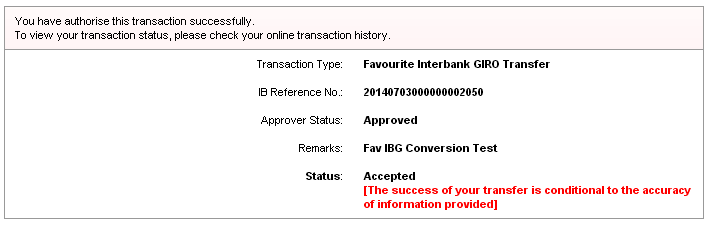 You have authorise this transaction successfully.
To view your transaction status, please check your online transaction history.
Transaction Type: Favourite Interbank GIRO Transfer
IB Reference No.: 20140703000000002050
Approver Status: Approved
Remarks: Fav IBG Conversion Test
Status: Accepted
[The success of your transfer is conditional to the accuracy
of information provided]